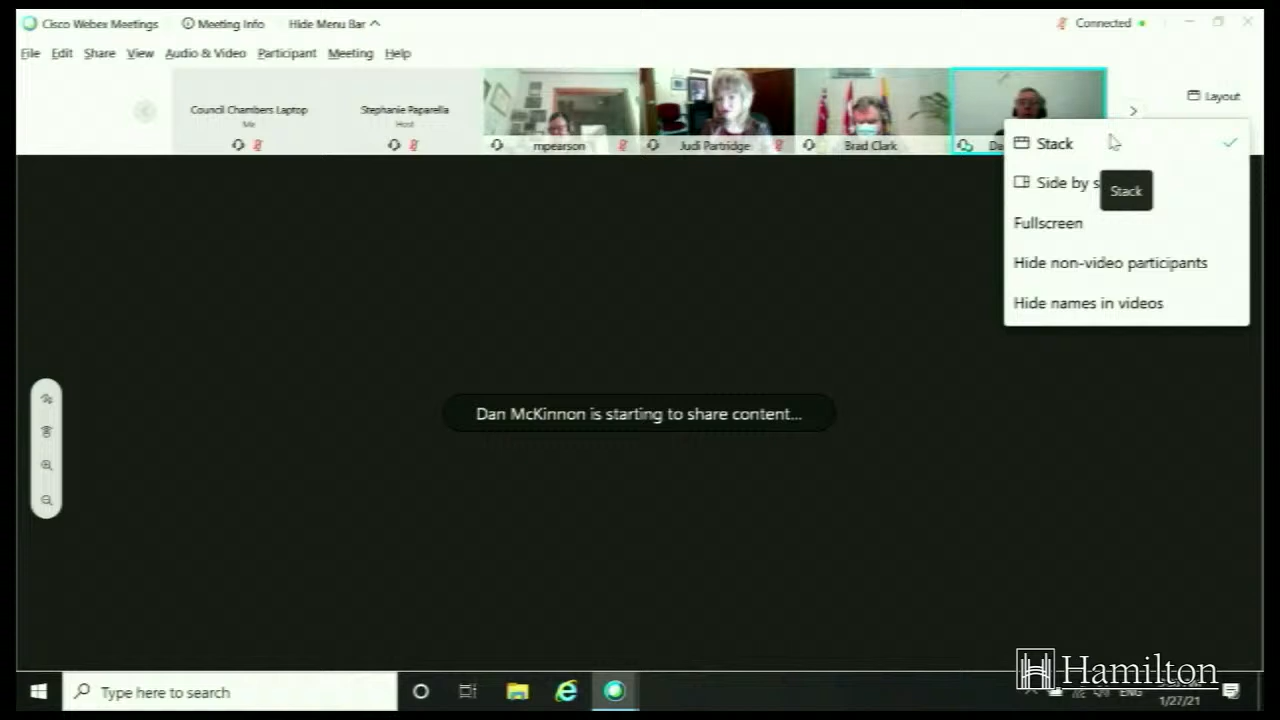 Cisco Webex Meetings
Meeting Info
Hide Menu Bar
Connected
File Edit Share View Audio & Video Participant Meeting Help
Council Chambers Laptop
Me
Stephanie Paparella
Host
mpearson
Judi Partridge
Brad Clark
Da
Layout
Stack
Side by s
Stack
Fullscreen
Hide non-video participants
Hide names in videos
Dan McKinnon is starting to share content...
Hamilton
Type here to search
ENG
1/27/21